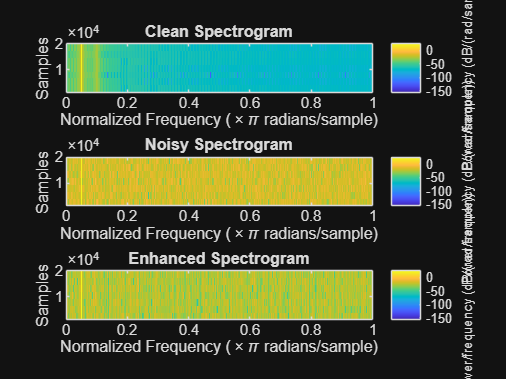 Clean Spectrogram
×10⁴
2
1
Samples
0 0.2 0.4 0.6 0.8 1
Normalized Frequency ( × π radians/sample)
0
-50
-100
-150
Noisy Spectrogram
×10⁴
2
1
Samples
0 0.2 0.4 0.6 0.8 1
Normalized Frequency ( × π radians/sample)
0
-50
-100
-150
Enhanced Spectrogram
×10⁴
2
1
Samples
0 0.2 0.4 0.6 0.8 1
Normalized Frequency ( × π radians/sample)
0
-50
-100
-150